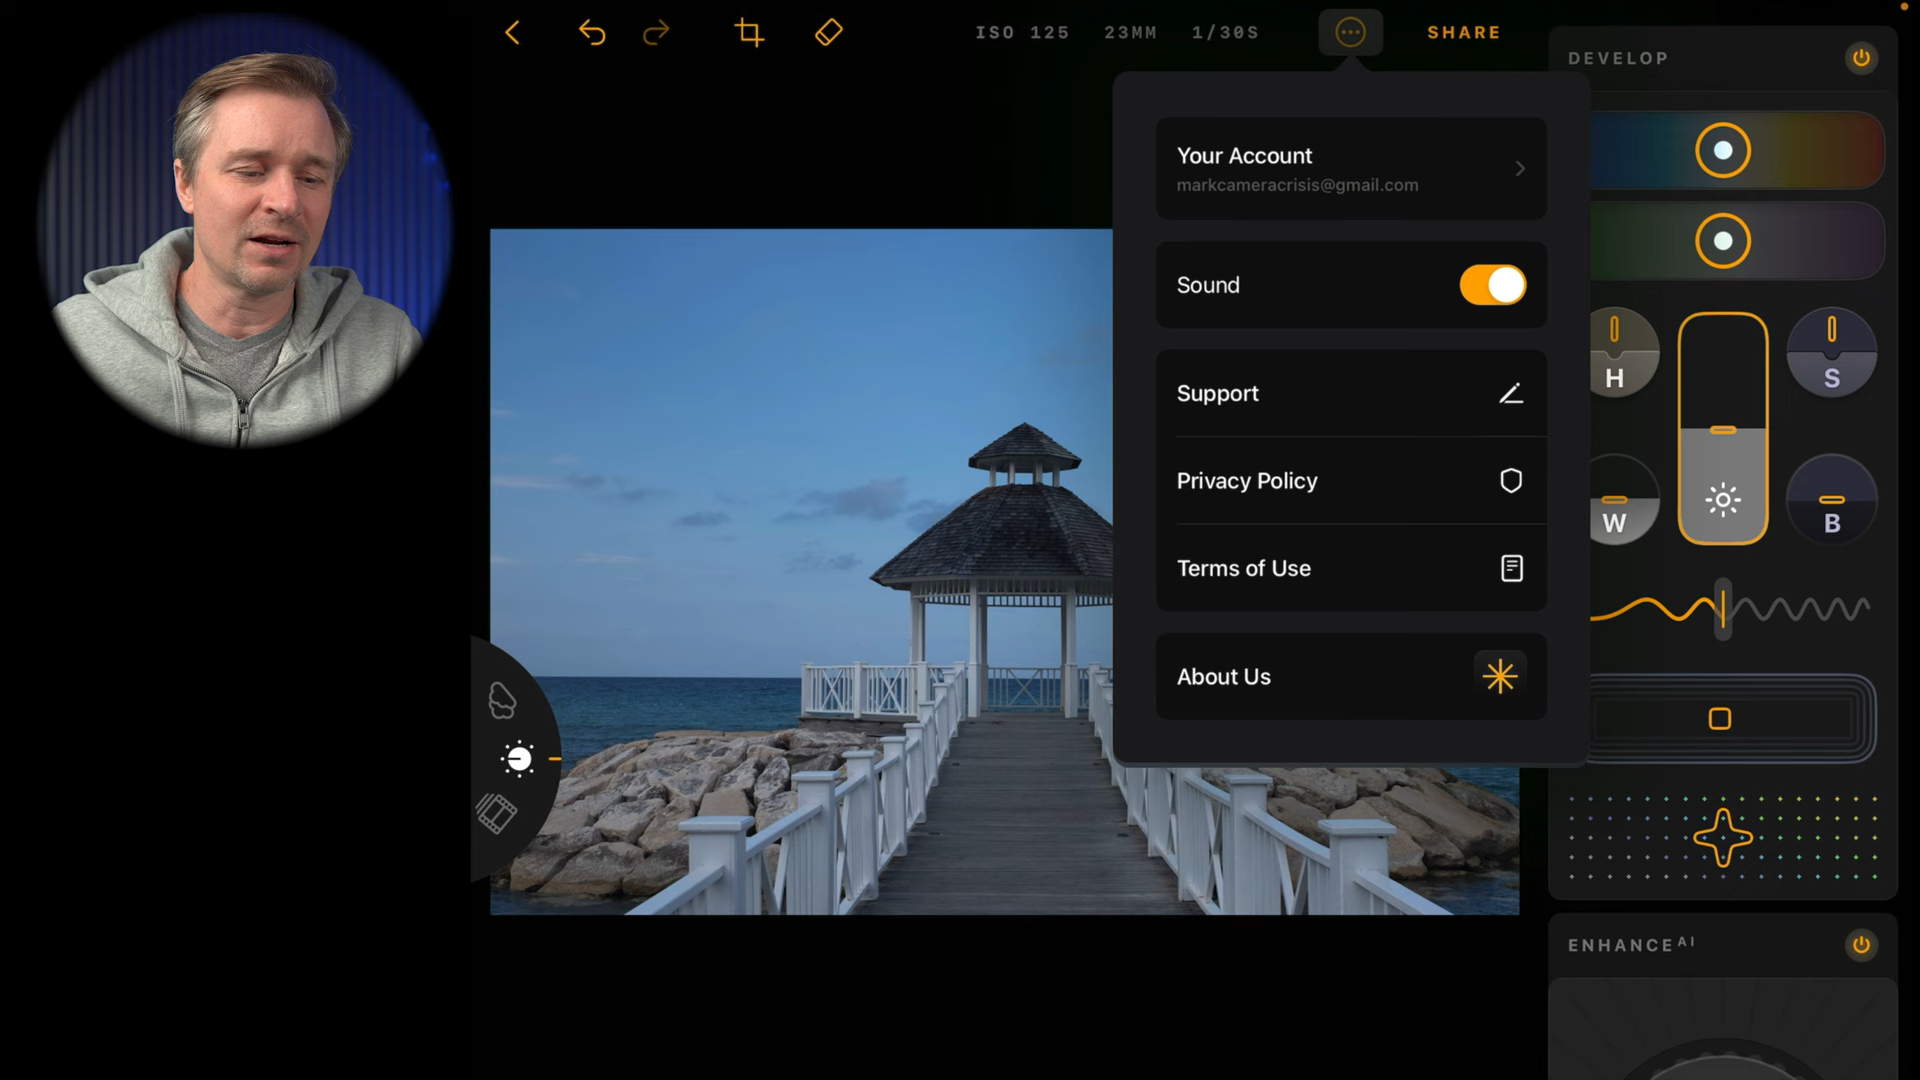 ISO 125 23MM 1/30S SHARE
DEVELOP
Your Account
markcameracrisis@gmail.com
Sound
Support
Privacy Policy
Terms of Use
About Us
H
S
W
B
ENHANCE AI